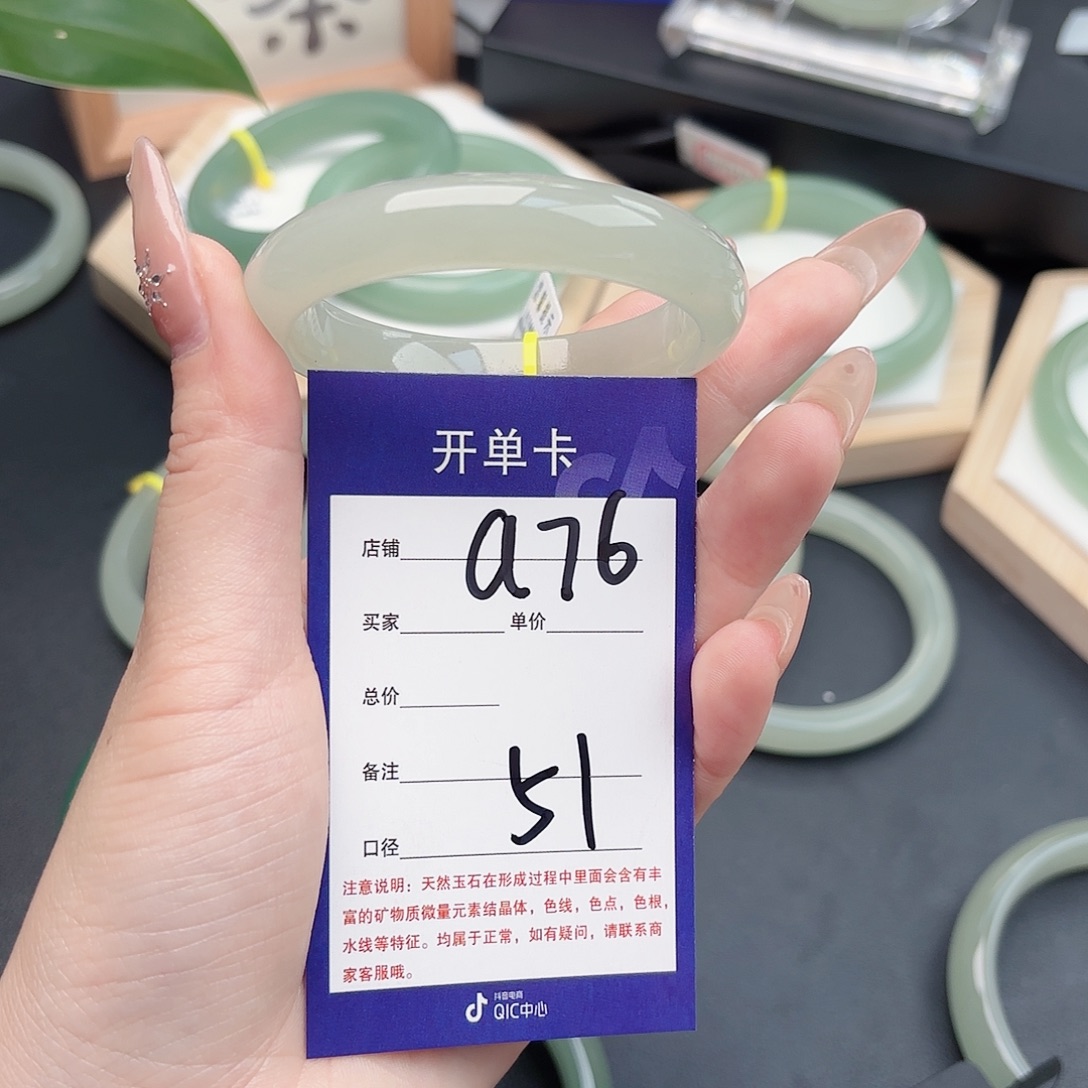 茶
开单卡
店铺 a76
买家 单价
总价
备注
51
口径
注意说明：天然玉石在形成过程中里面会含有丰
富的矿物质微量元素结晶体，色线，色点，色根，
水线等特征。均属于正常，如有疑问，请联系商
家客服哦。
抖音电商
QIC中心